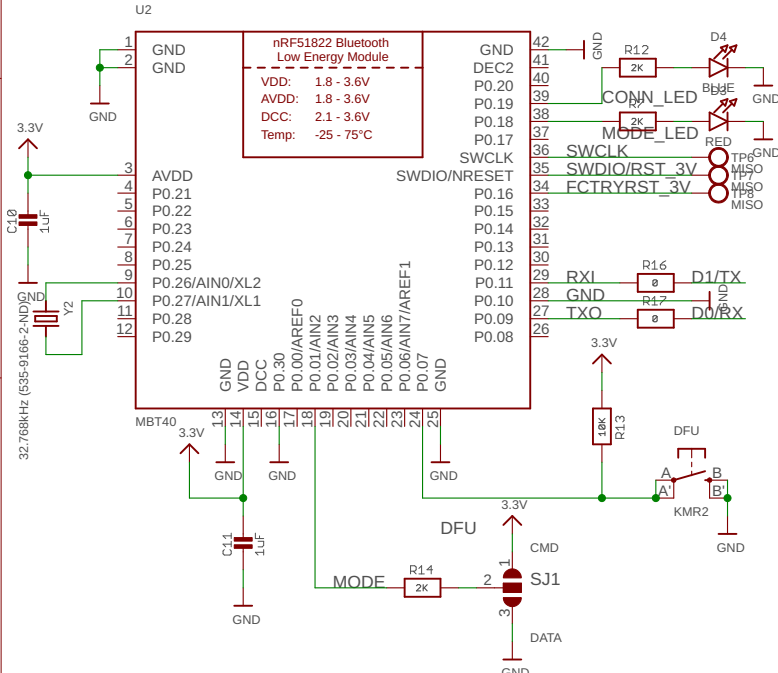 U2
nRF51822 Bluetooth
Low Energy Module
VDD: 1.8 - 3.6V
AVDD: 1.8 - 3.6V
DCC: 2.1 - 3.6V
Temp: -25 - 75°C
1 GND
2 GND
3 AVDD
4 P0.21
5 P0.22
6 P0.23
7 P0.24
8 P0.25
9 P0.26/AIN0/XL2
10 P0.27/AIN1/XL1
11 P0.28
12 P0.29
GND 42
DEC2 41
P0.20 40
P0.19 39
P0.18 38
P0.17 37
SWCLK 36
SWDIO/NRESET 35
P0.16 34
P0.15 33
P0.14 32
P0.13 31
P0.12 30
P0.11 29
P0.10 28
P0.09 27
P0.08 26
GND 13
VDD 14
DCC 15
P0.30 16
P0.00/AREF0 17
P0.01/AIN2 18
P0.02/AIN3 19
P0.03/AIN4 20
P0.04/AIN5 21
P0.05/AIN6 22
P0.06/AIN7/AREF1 23
P0.07 24
GND 25
MBT40
GND
3.3V
C10
1uF
GND
Y2
32.768kHz (535-9166-2-ND)
GND
R12
2K
D4
BLUE
GND
CONN_LED
R7
2K
D3
RED
GND
MODE_LED
SWCLK
TP6
MISO
SWDIO/RST_3V
TP7
MISO
FCTRYRST_3V
TP8
MISO
RXI
R16
0
D1/TX
GND
GND
TXO
R17
0
D0/RX
3.3V
R13
10K
DFU
A
A'
B
B'
KMR2
GND
3.3V
GND
GND
GND
C11
1uF
GND
MODE
R14
2K
DFU
3.3V
CMD
1
2
3
SJ1
DATA
GND